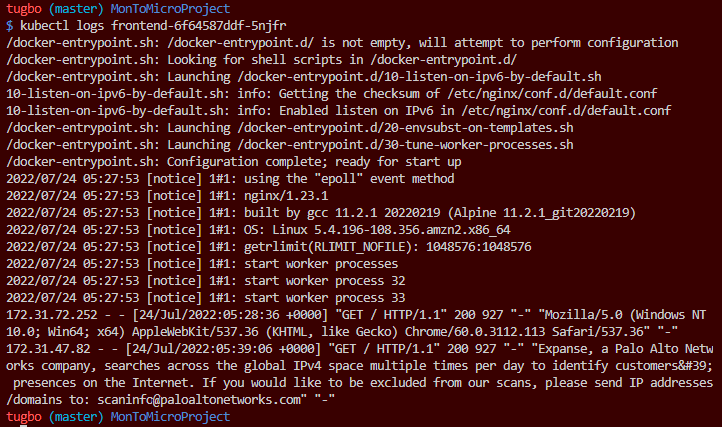 tugbo (master) MonToMicroProject
$ kubectl logs frontend-6f64587ddf-5njfr
/docker-entrypoint.sh: /docker-entrypoint.d/ is not empty, will attempt to perform configuration
/docker-entrypoint.sh: Looking for shell scripts in /docker-entrypoint.d/
/docker-entrypoint.sh: Launching /docker-entrypoint.d/10-listen-on-ipv6-by-default.sh
10-listen-on-ipv6-by-default.sh: info: Getting the checksum of /etc/nginx/conf.d/default.conf
10-listen-on-ipv6-by-default.sh: info: Enabled listen on IPv6 in /etc/nginx/conf.d/default.conf
/docker-entrypoint.sh: Launching /docker-entrypoint.d/20-envsubst-on-templates.sh
/docker-entrypoint.sh: Launching /docker-entrypoint.d/30-tune-worker-processes.sh
/docker-entrypoint.sh: Configuration complete; ready for start up
2022/07/24 05:27:53 [notice] 1#1: using the "epoll" event method
2022/07/24 05:27:53 [notice] 1#1: nginx/1.23.1
2022/07/24 05:27:53 [notice] 1#1: built by gcc 11.2.1 20220219 (Alpine 11.2.1_git20220219)
2022/07/24 05:27:53 [notice] 1#1: OS: Linux 5.4.196-108.356.amzn2.x86_64
2022/07/24 05:27:53 [notice] 1#1: getrlimit(RLIMIT_NOFILE): 1048576:1048576
2022/07/24 05:27:53 [notice] 1#1: start worker processes
2022/07/24 05:27:53 [notice] 1#1: start worker process 32
2022/07/24 05:27:53 [notice] 1#1: start worker process 33
172.31.72.252 - - [24/Jul/2022:05:28:36 +0000] "GET / HTTP/1.1" 200 927 "-" "Mozilla/5.0 (Windows NT
10.0; Win64; x64) AppleWebKit/537.36 (KHTML, like Gecko) Chrome/60.0.3112.113 Safari/537.36" "-"
172.31.47.82 - - [24/Jul/2022:05:39:06 +0000] "GET / HTTP/1.1" 200 927 "-" "Expanse, a Palo Alto Netw
orks company, searches across the global IPv4 space multiple times per day to identify customers&#39;
presences on the Internet. If you would like to be excluded from our scans, please send IP addresses
/domains to: scaninfo@paloaltonetworks.com" "-"
tugbo (master) MonToMicroProject